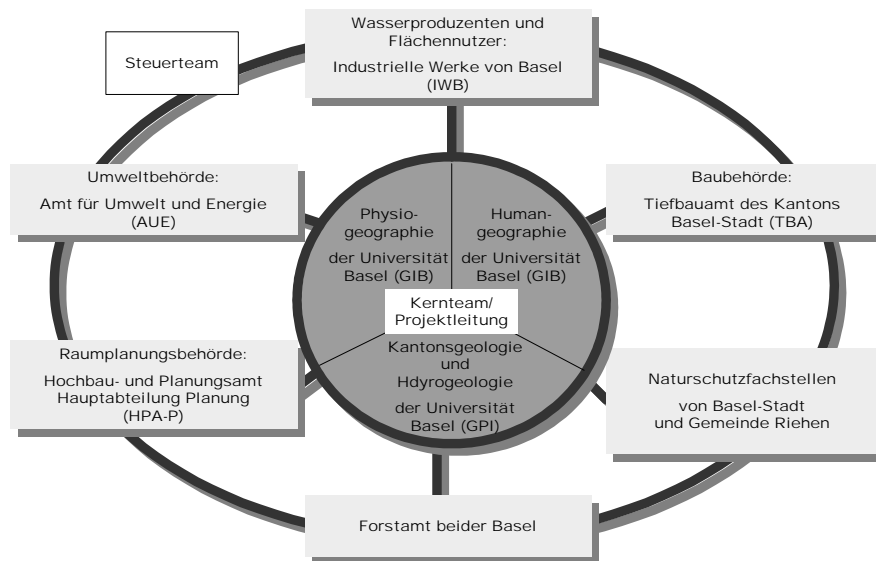 Steuerteam
Wasserproduzenten und
Flächennutzer:
Industrielle Werke von Basel
(IWB)
Umweltbehörde:
Amt für Umwelt und Energie
(AUE)
Baubehörde:
Tiefbauamt des Kantons
Basel-Stadt (TBA)
Physio-
geographie
der Universität
Basel (GIB)
Human-
geographie
der Universität
Basel (GIB)
Kernteam/
Projektleitung
Kantonsgeologie
und
Hdyrogeologie
der Universität
Basel (GPI)
Raumplanungsbehörde:
Hochbau- und Planungsamt
Hauptabteilung Planung
(HPA-P)
Naturschutzfachstellen
von Basel-Stadt
und Gemeinde Riehen
Forstamt beider Basel